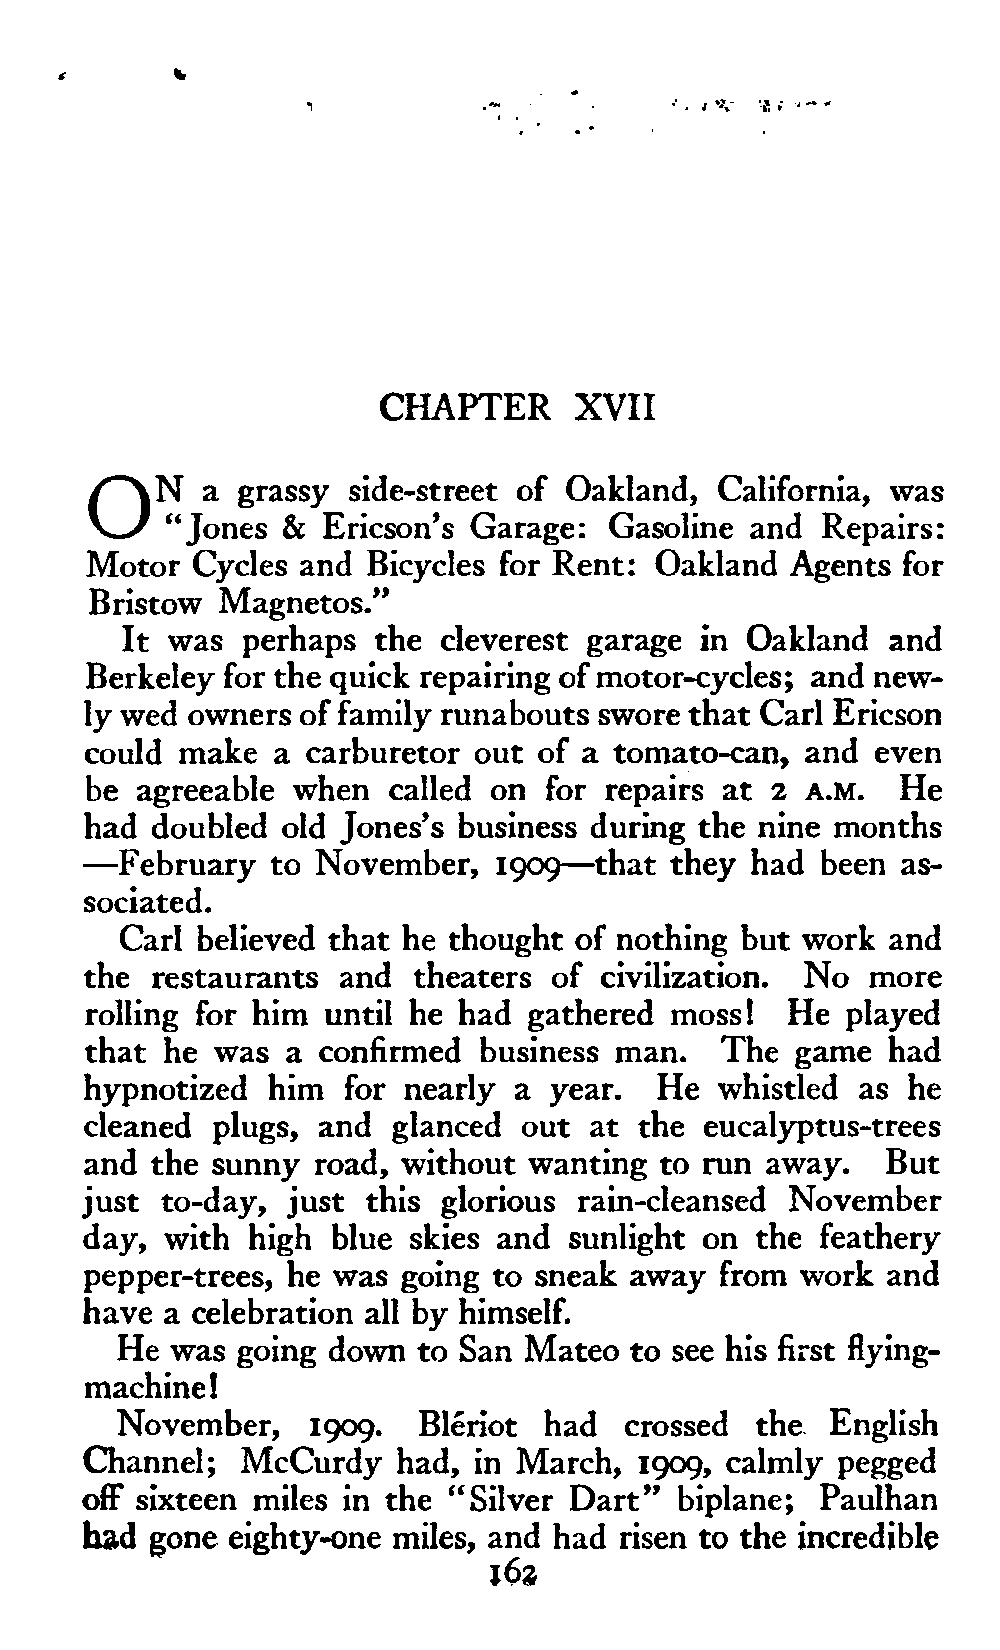 CHAPTER XVII
ON a grassy side-street of Oakland, California, was
“Jones & Ericson’s Garage: Gasoline and Repairs:
Motor Cycles and Bicycles for Rent: Oakland Agents for
Bristow Magnetos.”
It was perhaps the cleverest garage in Oakland and
Berkeley for the quick repairing of motor-cycles; and new-
ly wed owners of family runabouts swore that Carl Ericson
could make a carburetor out of a tomato-can, and even
be agreeable when called on for repairs at 2 A.M. He
had doubled old Jones’s business during the nine months
—February to November, 1909—that they had been as-
sociated.
Carl believed that he thought of nothing but work and
the restaurants and theaters of civilization. No more
rolling for him until he had gathered moss! He played
that he was a confirmed business man. The game had
hypnotized him for nearly a year. He whistled as he
cleaned plugs, and glanced out at the eucalyptus-trees
and the sunny road, without wanting to run away. But
just to-day, just this glorious rain-cleansed November
day, with high blue skies and sunlight on the feathery
pepper-trees, he was going to sneak away from work and
have a celebration all by himself.
He was going down to San Mateo to see his first flying-
machine!
November, 1909. Blériot had crossed the English
Channel; McCurdy had, in March, 1909, calmly pegged
off sixteen miles in the “Silver Dart” biplane; Paulhan
had gone eighty-one miles, and had risen to the incredible
162